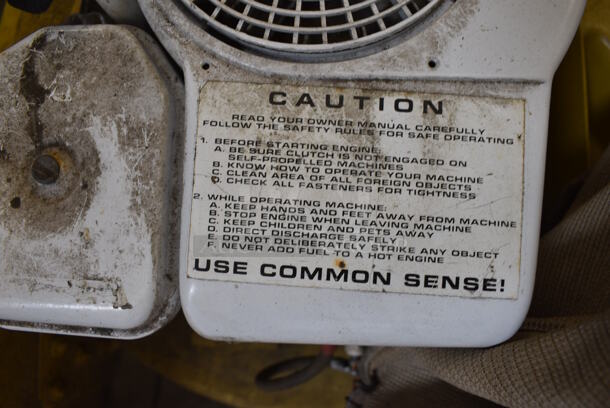 CAUTION
READ YOUR OWNER MANUAL CAREFULLY
FOLLOW THE SAFETY RULES FOR SAFE OPERATING
1. BEFORE STARTING ENGINE:
A. BE SURE CLUTCH IS NOT ENGAGED ON
SELF-PROPELLED MACHINES
B. KNOW HOW TO OPERATE YOUR MACHINE
C. CLEAN AREA OF ALL FOREIGN OBJECTS
D. CHECK ALL FASTENERS FOR TIGHTNESS
2. WHILE OPERATING MACHINE:
A. KEEP HANDS AND FEET AWAY FROM MACHINE
B. STOP ENGINE WHEN LEAVING MACHINE
C. KEEP CHILDREN AND PETS AWAY
D. DIRECT DISCHARGE SAFELY
E. DO NOT DELIBERATELY STRIKE ANY OBJECT
F. NEVER ADD FUEL TO A HOT ENGINE
USE COMMON SENSE!